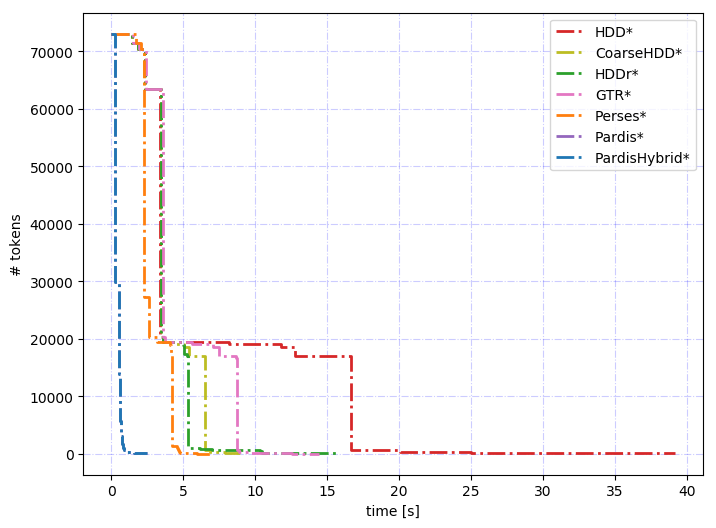 HDD*
CoarseHDD*
HDDr*
GTR*
Perses*
Pardis*
PardisHybrid*
70000
60000
50000
40000
30000
20000
10000
0
# tokens
0 5 10 15 20 25 30 35 40
time [s]